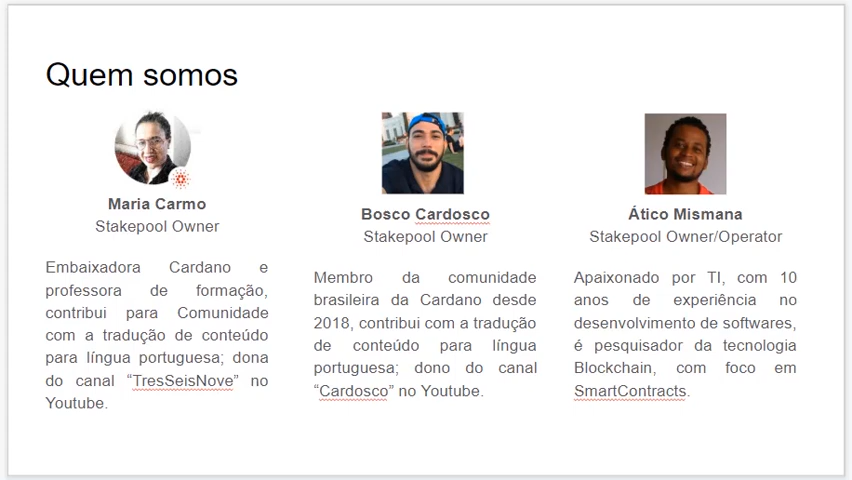 Quem somos
Maria Carmo
Stakepool Owner
Embaixadora Cardano e
professora de formação,
contribui para Comunidade
com a tradução de conteúdo
para língua portuguesa; dona
do canal “TresSeisNove” no
Youtube.
Bosco Cardosco
Stakepool Owner
Membro da comunidade
brasileira da Cardano desde
2018, contribui com a tradução
de conteúdo para língua
portuguesa; dono do canal
“Cardosco” no Youtube.
Ático Mismana
Stakepool Owner/Operator
Apaixonado por TI, com 10
anos de experiência no
desenvolvimento de softwares,
é pesquisador da tecnologia
Blockchain, com foco em
SmartContracts.